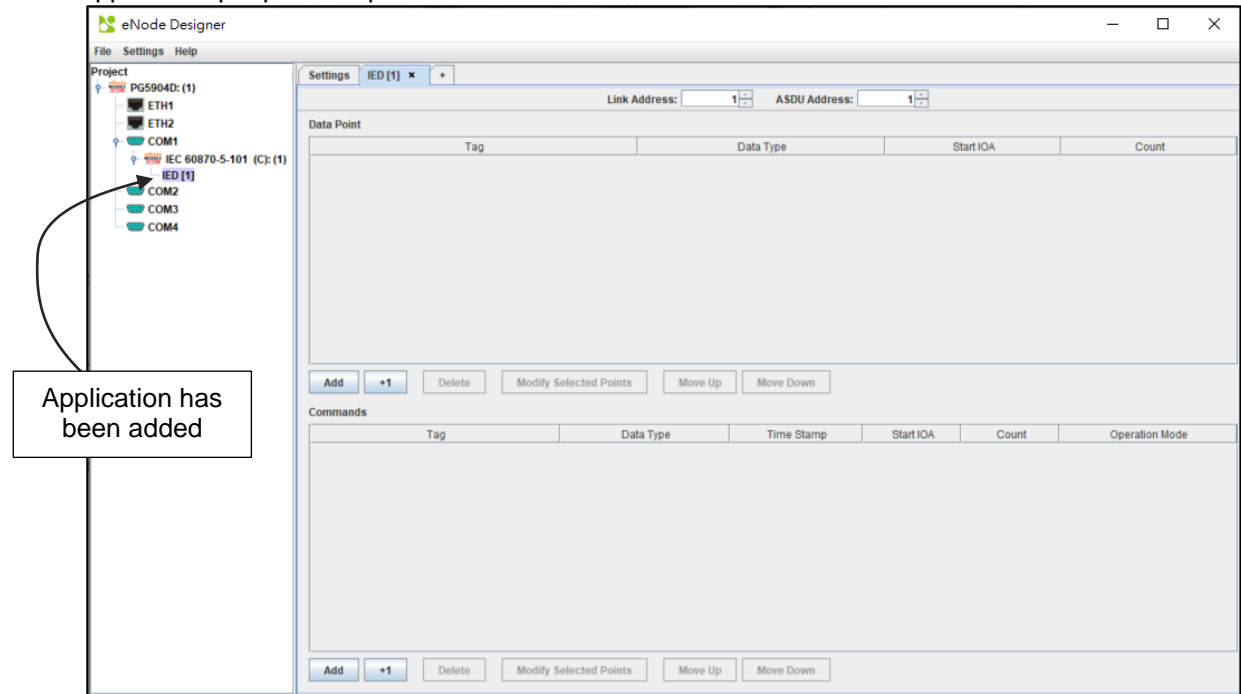 eNode Designer
File Settings Help
Project
PG5904D: (1)
ETH1
ETH2
COM1
IEC 60870-5-101 (C): (1)
IED [1]
COM2
COM3
COM4
Settings IED [1] × +
Link Address: 1 ASDU Address: 1
Data Point
Tag Data Type Start IOA Count
Add +1 Delete Modify Selected Points Move Up Move Down
Commands
Tag Data Type Time Stamp Start IOA Count Operation Mode
Add +1 Delete Modify Selected Points Move Up Move Down
Application has
been added